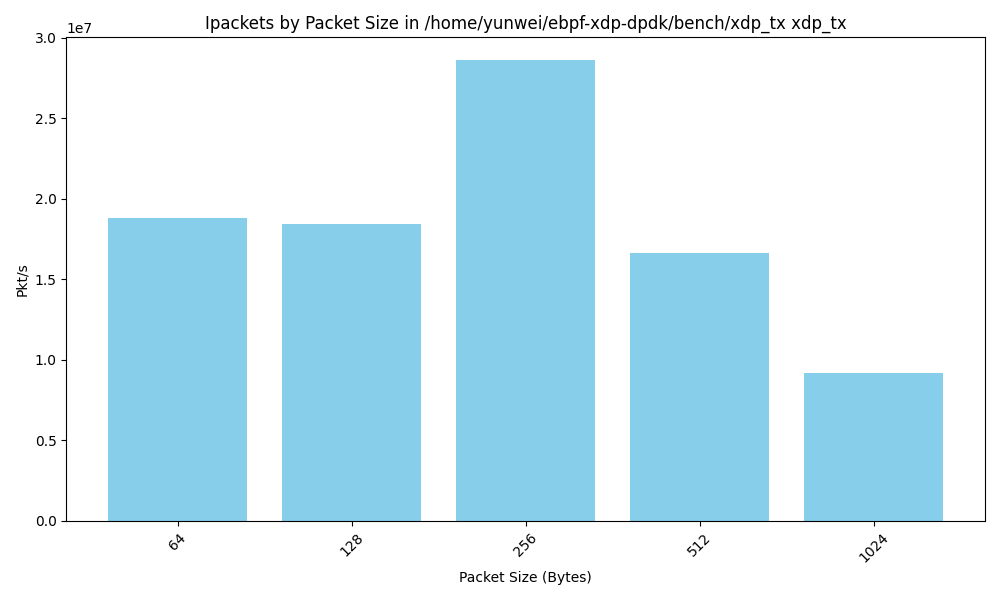 Ipackets by Packet Size in /home/yunwei/ebpf-xdp-dpdk/bench/xdp_tx xdp_tx
1e7
3.0
2.5
2.0
1.5
1.0
0.5
0.0
Pkt/s
64 128 256 512 1024
Packet Size (Bytes)